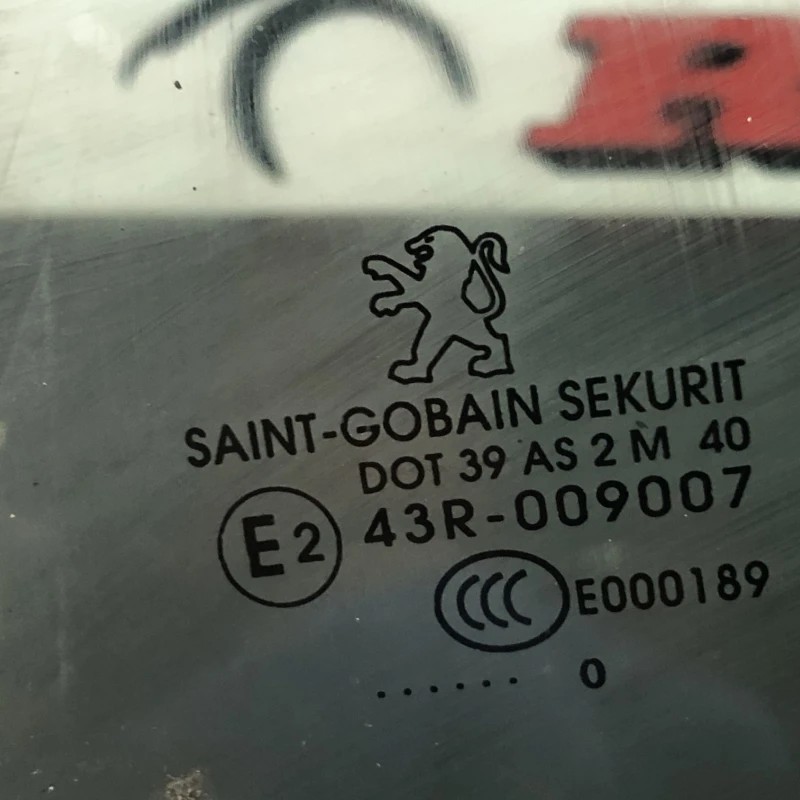 R
SAINT-GOBAIN SEKURIT
DOT 39 AS 2 M 40
E2 43R-009007
CCC E000189
...... 0